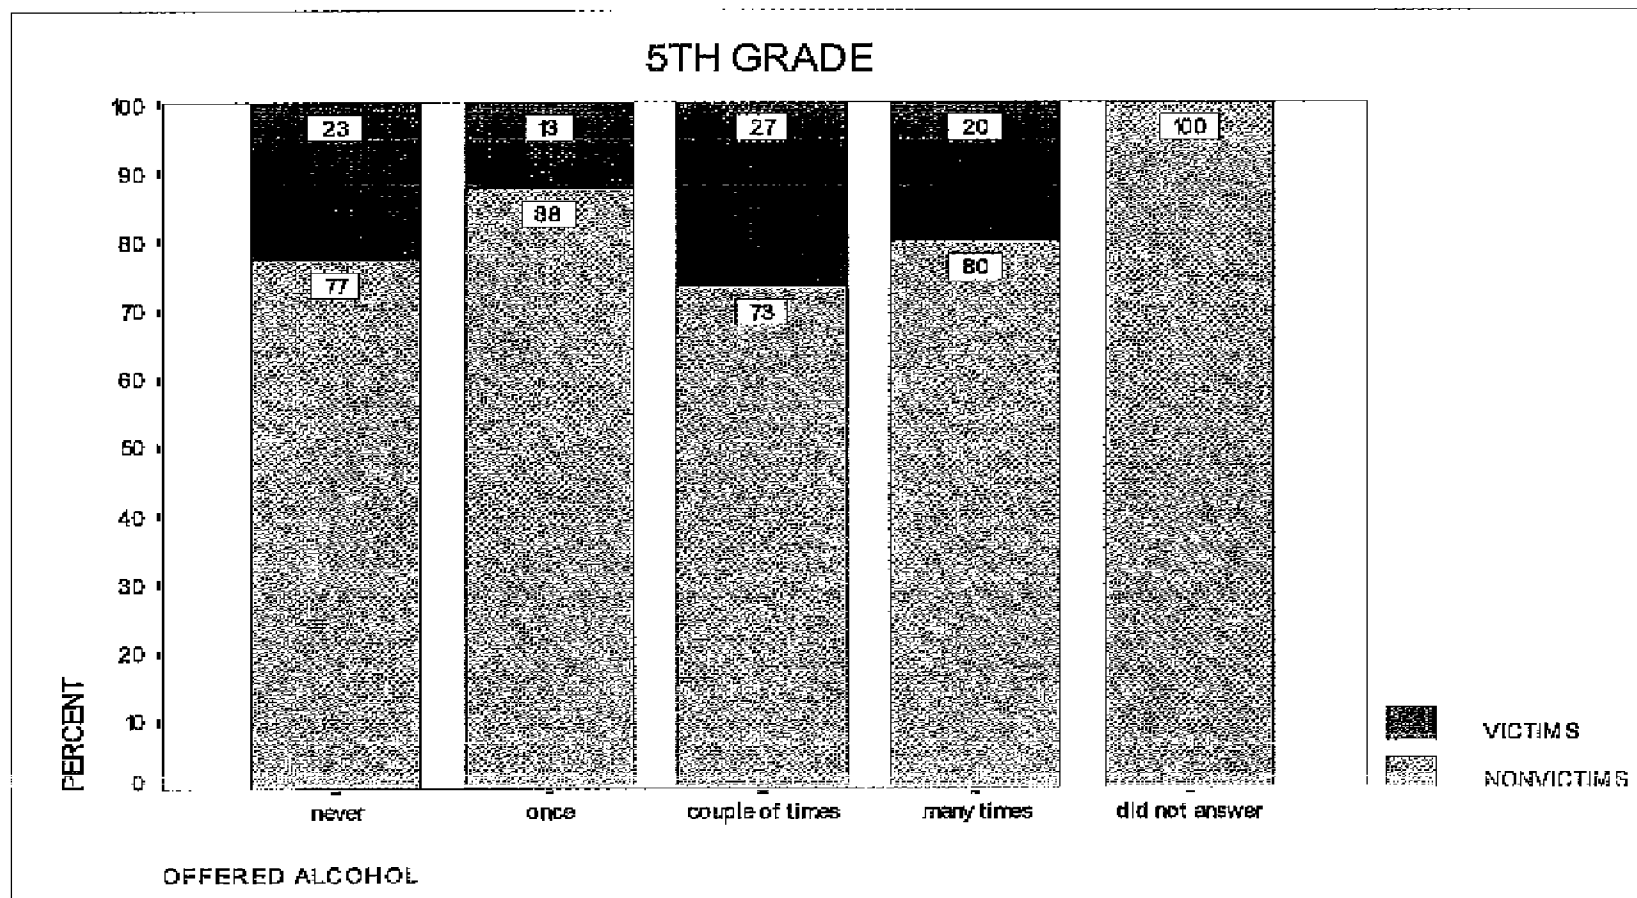 5TH GRADE
100
90
80
70
60
50
40
30
20
10
0
PERCENT
23
13
27
20
100
77
88
73
80
never
once
couple of times
many times
did not answer
OFFERED ALCOHOL
VICTIMS
NONVICTIMS